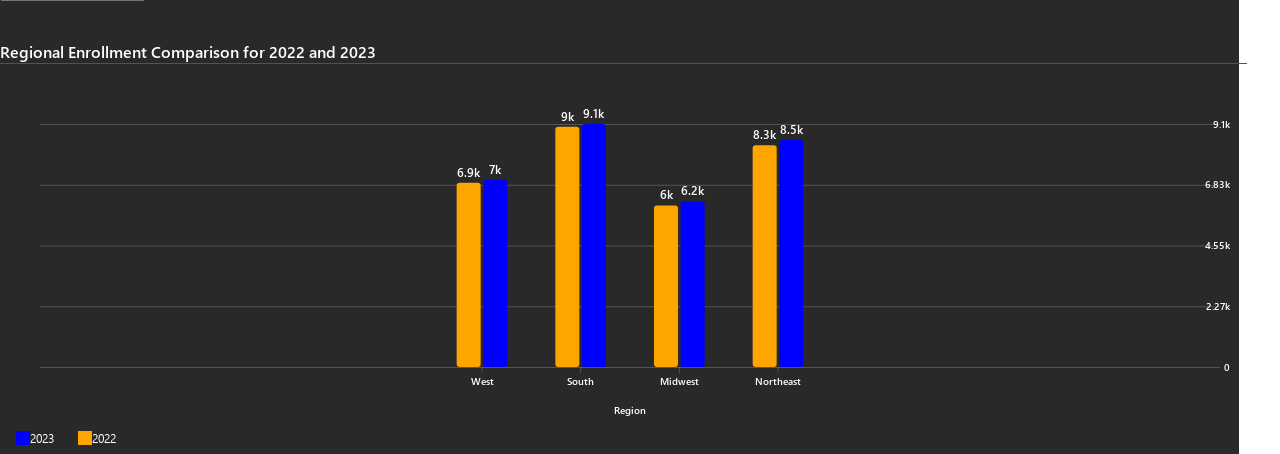 Regional Enrollment Comparison for 2022 and 2023
6.9k
7k
9k
9.1k
6k
6.2k
8.3k
8.5k
9.1k
6.83k
4.55k
2.27k
0
West
South
Midwest
Northeast
Region
2023
2022